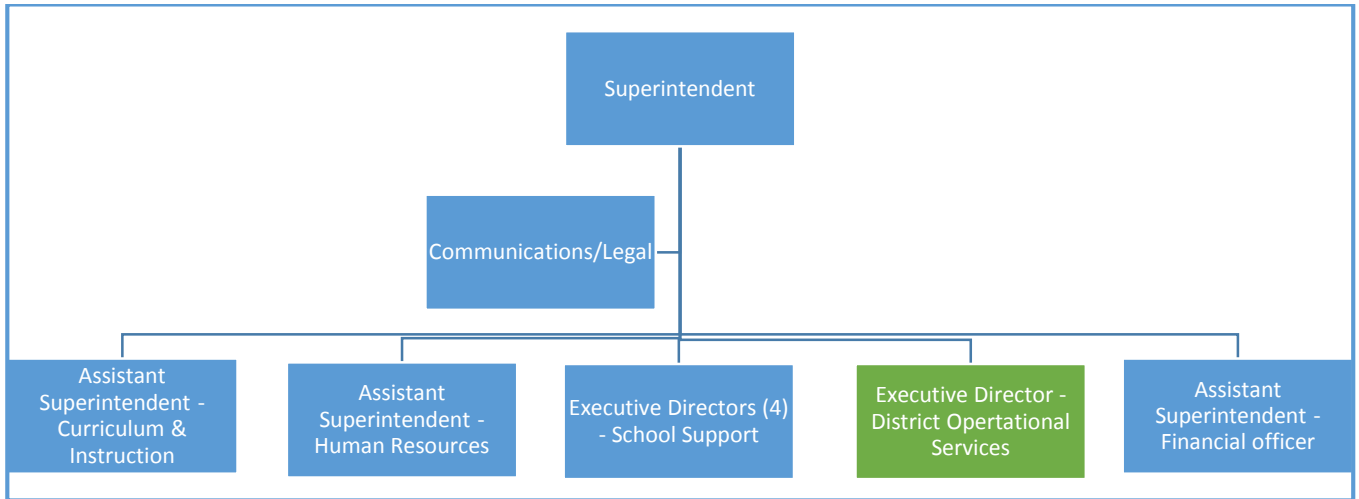 Superintendent
Communications/Legal
Assistant
Superintendent -
Curriculum &
Instruction
Assistant
Superintendent -
Human Resources
Executive Directors (4)
- School Support
Executive Director -
District Opertational
Services
Assistant
Superintendent -
Financial officer